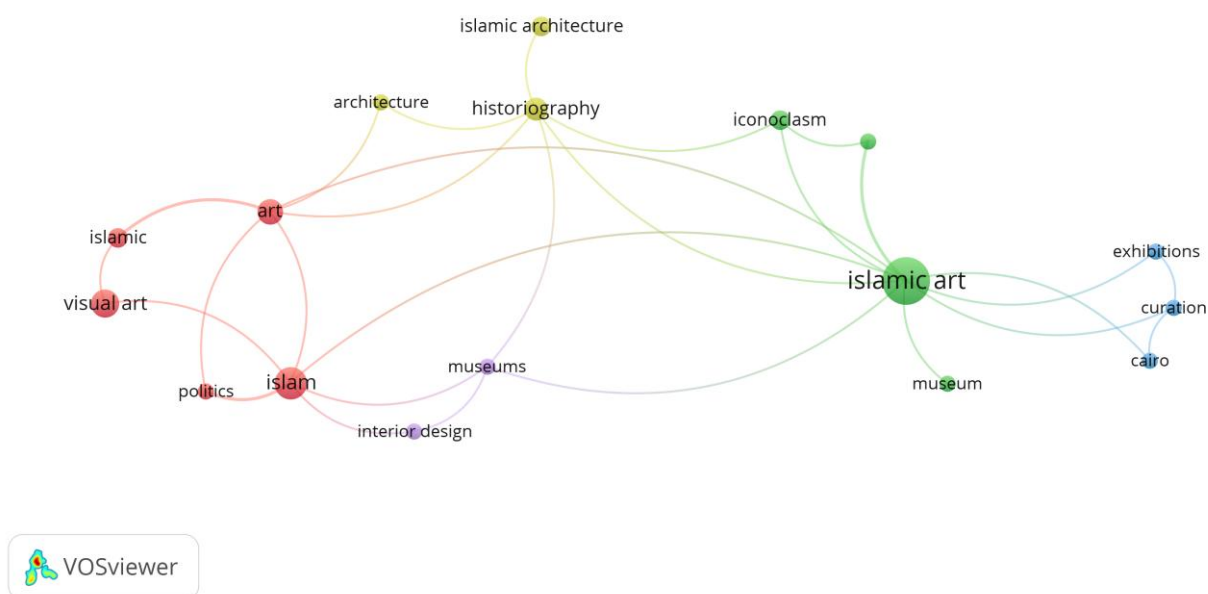 islamic architecture
architecture
historiography
iconoclasm
art
islamic
visual art
islamic art
exhibitions
curation
cairo
museum
museums
islam
politics
interior design
VOSviewer